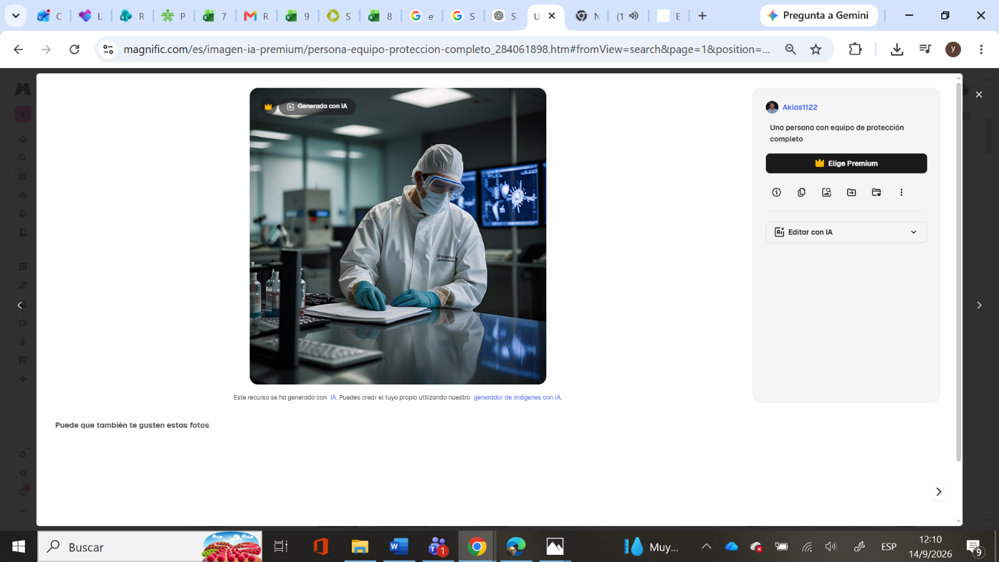 C
L
R
P
7
R
9
S
8
e
S
S
U
N
(1
E
Pregunta a Gemini
magnific.com/es/imagen-ia-premium/persona-equipo-proteccion-completo_284061898.htm#fromView=search&page=1&position=...
y
Generada con IA
Aklas1122
Una persona con equipo de protección
completo
Elige Premium
Editar con IA
Este recurso se ha generado con IA. Puedes crear el tuyo propio utilizando nuestro generador de imágenes con IA.
Puede que también te gusten estas fotos
Buscar
1
Muy...
ESP
12:10
14/9/2026
9